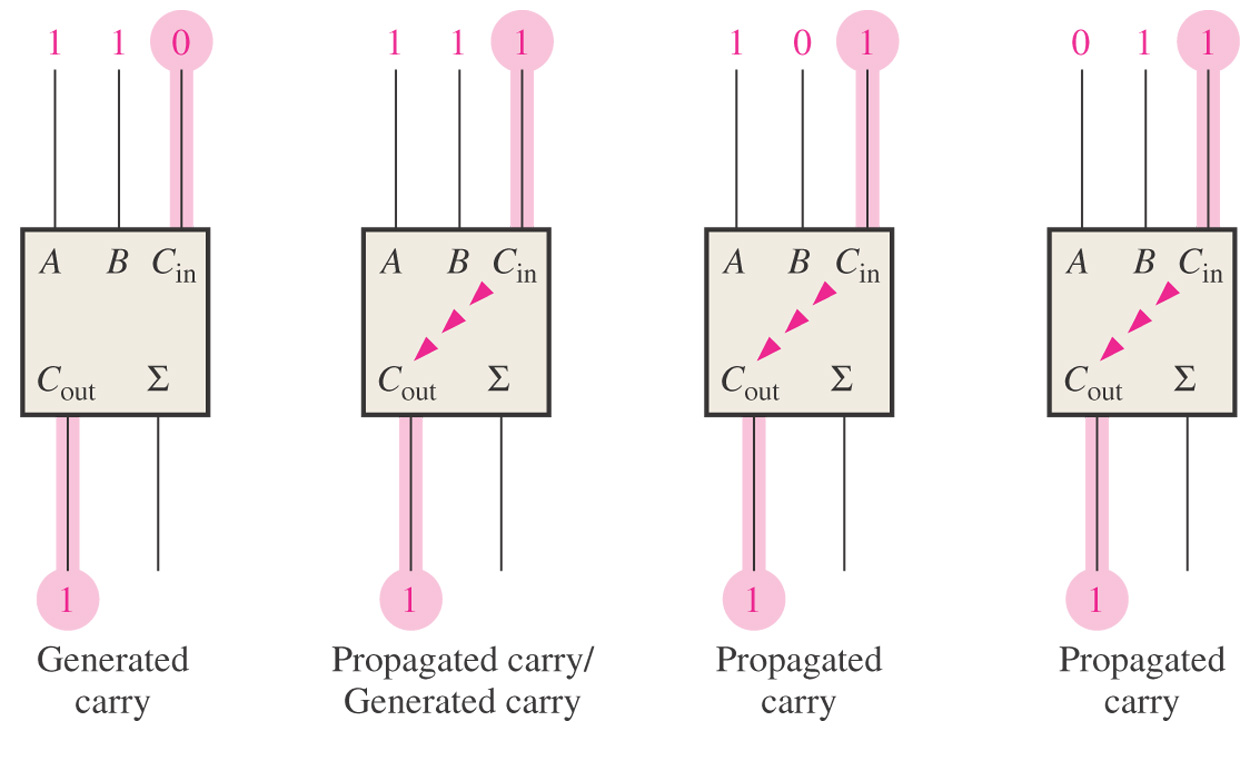 1 1 0
1 1 1
1 0 1
0 1 1
A B Cin
A B Cin
A B Cin
A B Cin
Cout Σ
Cout Σ
Cout Σ
Cout Σ
1
1
1
1
Generated
carry
Propagated carry/
Generated carry
Propagated
carry
Propagated
carry